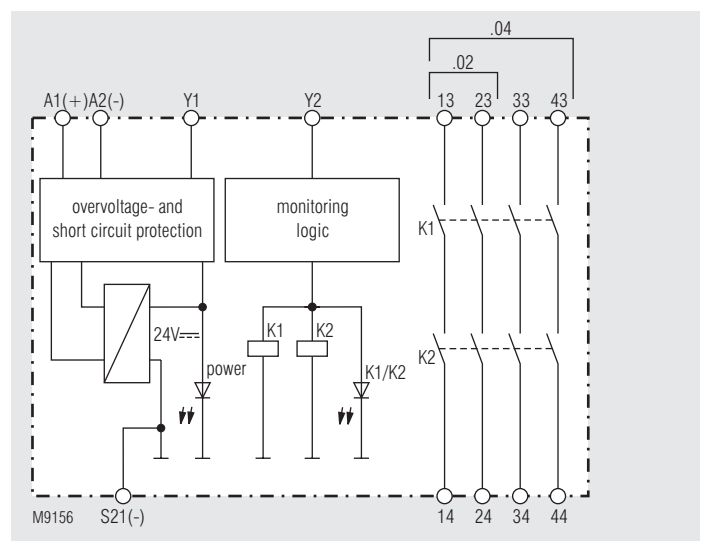 .04
.02
A1(+) A2(-) Y1 Y2 13 23 33 43
overvoltage- and
short circuit protection
monitoring
logic
K1
24V
K1 K2
K2
power
K1/K2
M9156 S21(-) 14 24 34 44